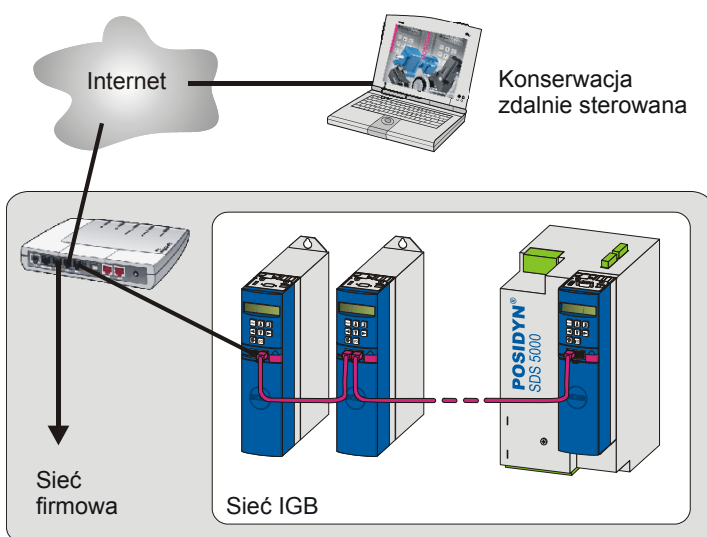 Internet
Konserwacja
zdalnie sterowana
POSIDYN®
SDS 5000
Sieć
firmowa
Sieć IGB